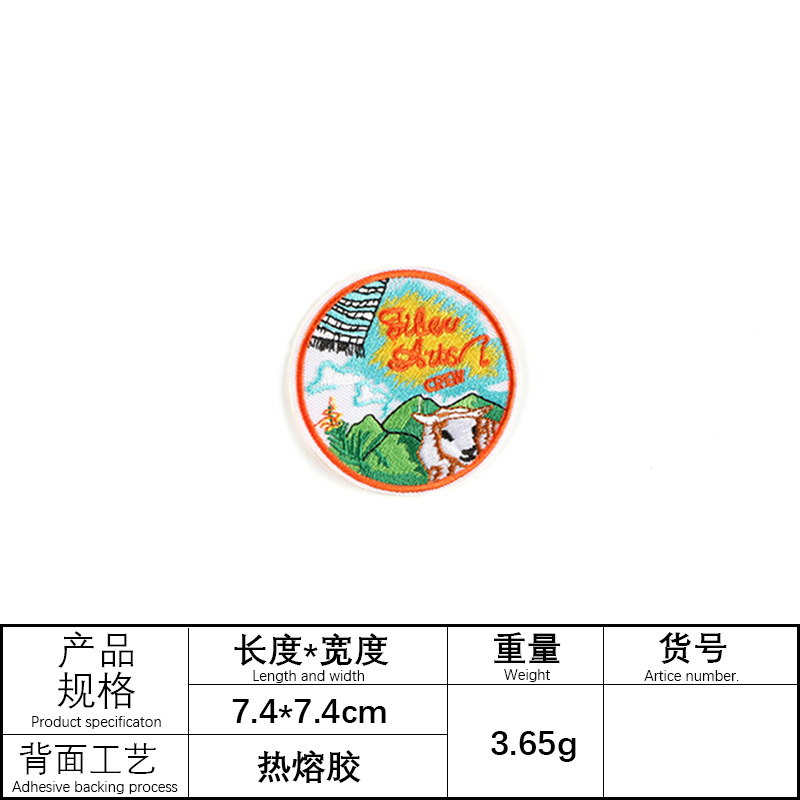 Fiber
Arts
CREW
产品
规格
Product specificaton
长度*宽度
Length and width
重量
Weight
货号
Artice number.
7.4*7.4cm
3.65g
背面工艺
Adhesive backing process
热熔胶